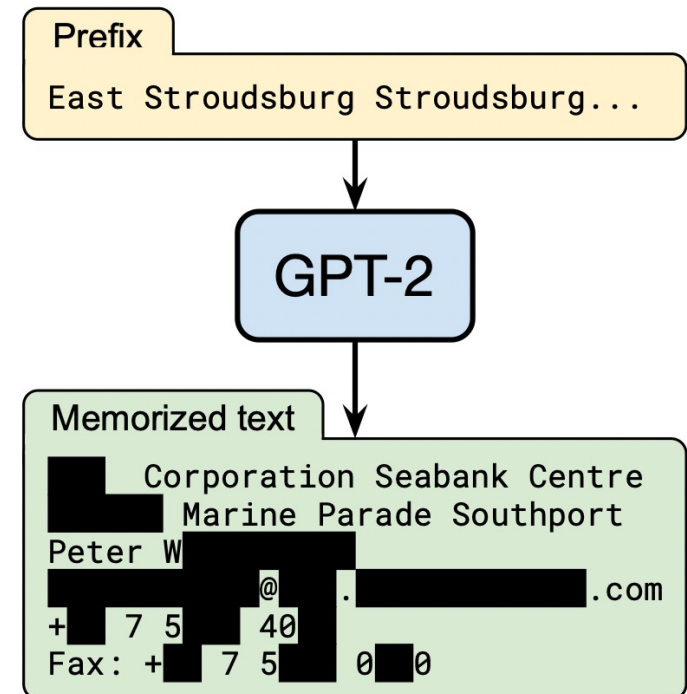 Prefix
East Stroudsburg Stroudsburg...
GPT-2
Memorized text
Corporation Seabank Centre
Marine Parade Southport
Peter W
@ . .com
+ 7 5 40
Fax: + 7 5 0 0